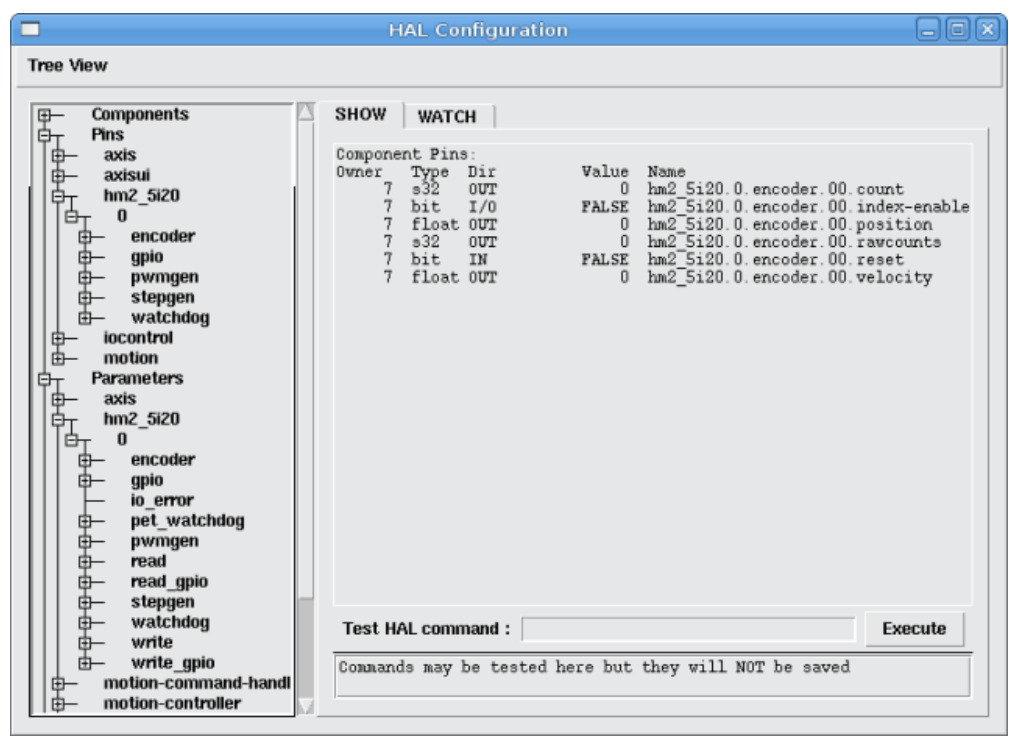 HAL Configuration
Tree View
Components
Pins
axis
axisui
hm2_5i20
0
encoder
gpio
pwmgen
stepgen
watchdog
iocontrol
motion
Parameters
axis
hm2_5i20
0
encoder
gpio
io_error
pet_watchdog
pwmgen
read
read_gpio
stepgen
watchdog
write
write_gpio
motion-command-handl
motion-controller
SHOW WATCH
Component Pins:
Owner Type Dir Value Name
7 s32 OUT 0 hm2_5i20.0.encoder.00.count
7 bit I/O FALSE hm2_5i20.0.encoder.00.index-enable
7 float OUT 0 hm2_5i20.0.encoder.00.position
7 s32 OUT 0 hm2_5i20.0.encoder.00.rawcounts
7 bit IN FALSE hm2_5i20.0.encoder.00.reset
7 float OUT 0 hm2_5i20.0.encoder.00.velocity
Test HAL command : Execute
Commands may be tested here but they will NOT be saved